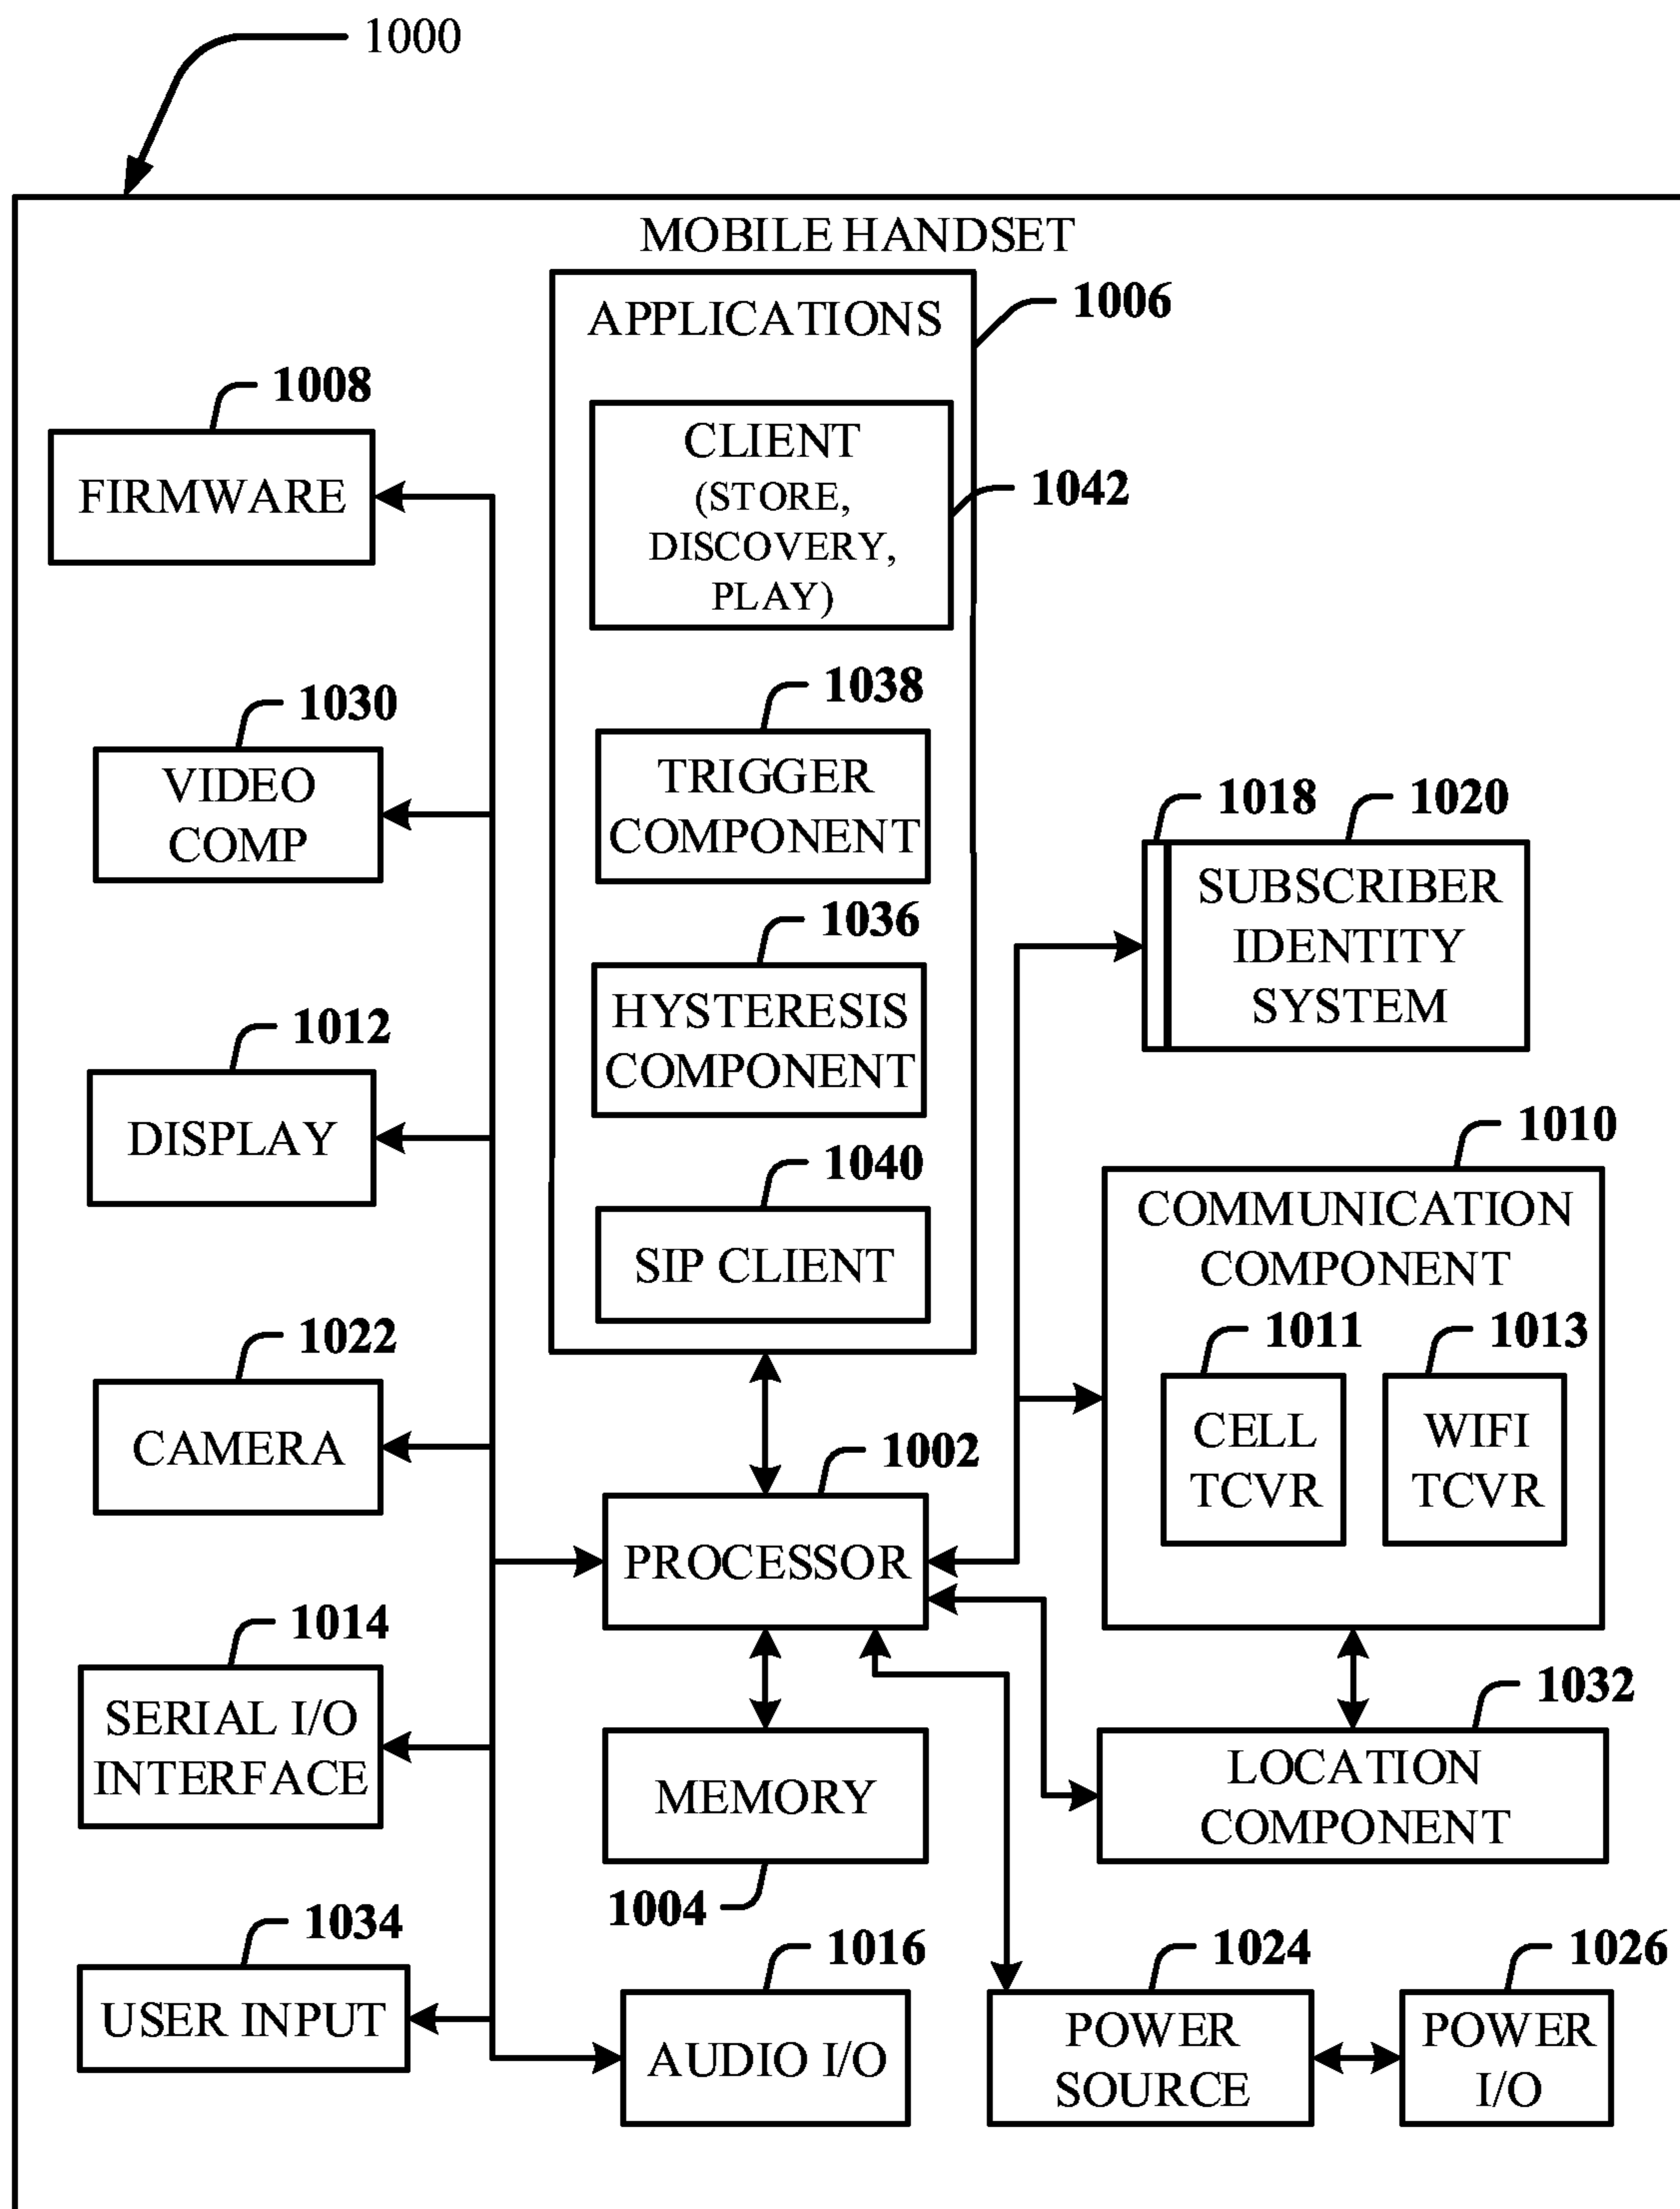 1000
MOBILE HANDSET
APPLICATIONS
1006
CLIENT
(STORE,
DISCOVERY,
PLAY)
1042
1038
TRIGGER
COMPONENT
1036
HYSTERESIS
COMPONENT
1040
SIP CLIENT
1008
FIRMWARE
1030
VIDEO
COMP
1012
DISPLAY
1022
CAMERA
1014
SERIAL I/O
INTERFACE
1034
USER INPUT
1002
PROCESSOR
MEMORY
1004
1016
AUDIO I/O
1018
1020
SUBSCRIBER
IDENTITY
SYSTEM
1010
COMMUNICATION
COMPONENT
1011
CELL
TCVR
1013
WIFI
TCVR
1032
LOCATION
COMPONENT
1024
POWER
SOURCE
1026
POWER
I/O